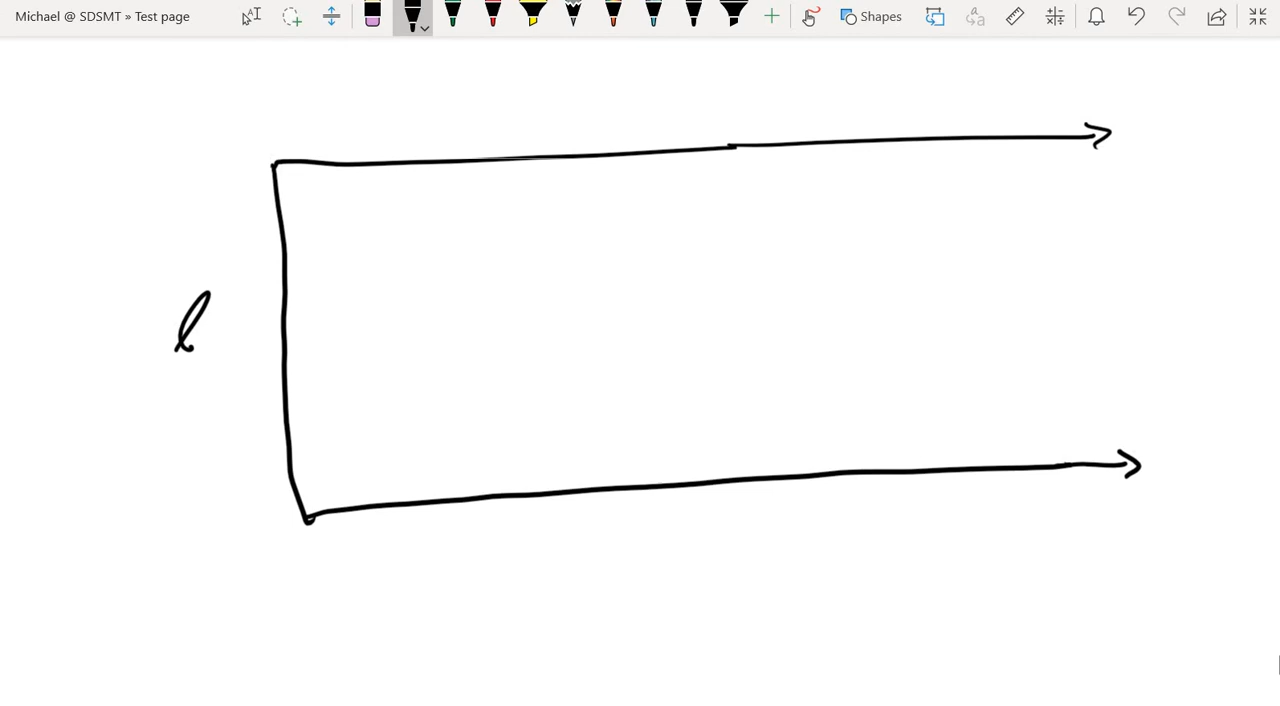 Michael @ SDSMT » Test page
Shapes
ℓ